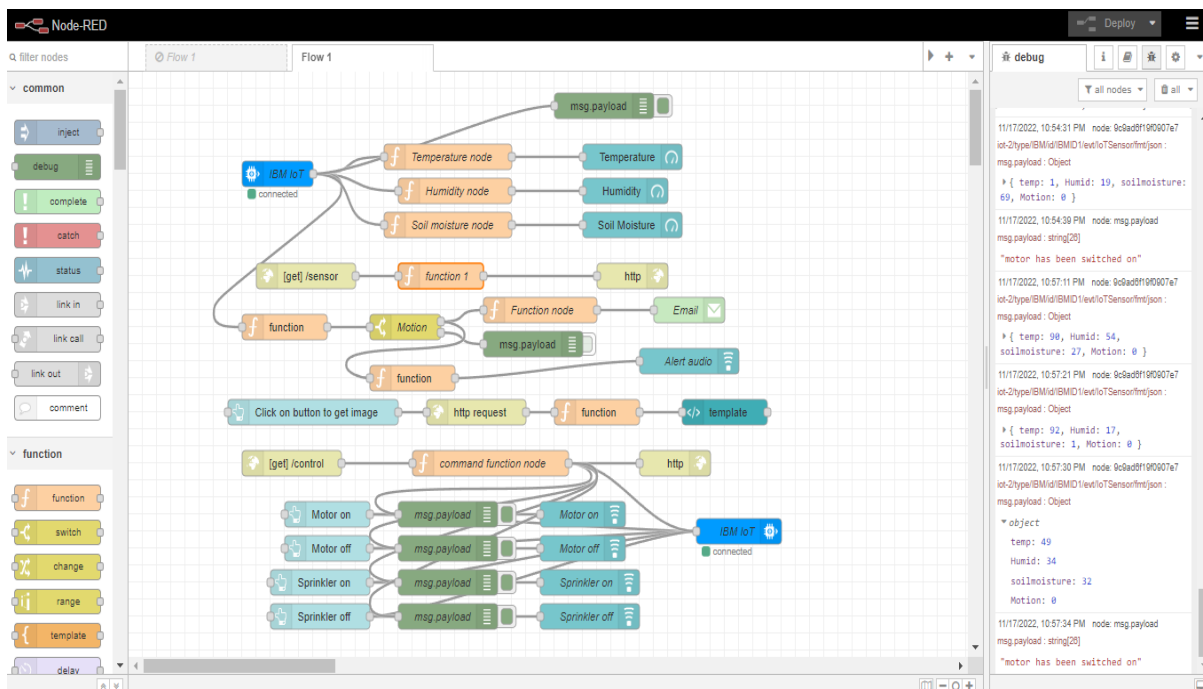 Node-RED
Deploy
filter nodes
Flow 1
Flow 1
debug
i
common
inject
debug
complete
catch
status
link in
link call
link out
comment
function
function
switch
change
range
template
delay
msg.payload
IBM IoT
connected
Temperature node
Temperature
Humidity node
Humidity
Soil moisture node
Soil Moisture
[get] /sensor
function 1
http
function
Motion
Function node
Email
msg.payload
function
Alert audio
Click on button to get image
http request
function
template
[get] /control
command function node
http
Motor on
msg.payload
Motor on
IBM IoT
connected
Motor off
msg.payload
Motor off
Sprinkler on
msg.payload
Sprinkler on
Sprinkler off
msg.payload
Sprinkler off
all nodes
all
11/17/2022, 10:54:31 PM node: 9c9ad6f19f0907e7
iot-2/type/IBM/id/IBMID1/evt/IoTSensor/fmt/json :
msg.payload : Object
{ temp: 1, Humid: 19, soilmoisture:
69, Motion: 0 }
11/17/2022, 10:54:39 PM node: msg.payload
msg.payload : string[26]
"motor has been switched on"
11/17/2022, 10:57:11 PM node: 9c9ad6f19f0907e7
iot-2/type/IBM/id/IBMID1/evt/IoTSensor/fmt/json :
msg.payload : Object
{ temp: 90, Humid: 54,
soilmoisture: 27, Motion: 0 }
11/17/2022, 10:57:21 PM node: 9c9ad6f19f0907e7
iot-2/type/IBM/id/IBMID1/evt/IoTSensor/fmt/json :
msg.payload : Object
{ temp: 92, Humid: 17,
soilmoisture: 1, Motion: 0 }
11/17/2022, 10:57:30 PM node: 9c9ad6f19f0907e7
iot-2/type/IBM/id/IBMID1/evt/IoTSensor/fmt/json :
msg.payload : Object
object
temp: 49
Humid: 34
soilmoisture: 32
Motion: 0
11/17/2022, 10:57:34 PM node: msg.payload
msg.payload : string[26]
"motor has been switched on"